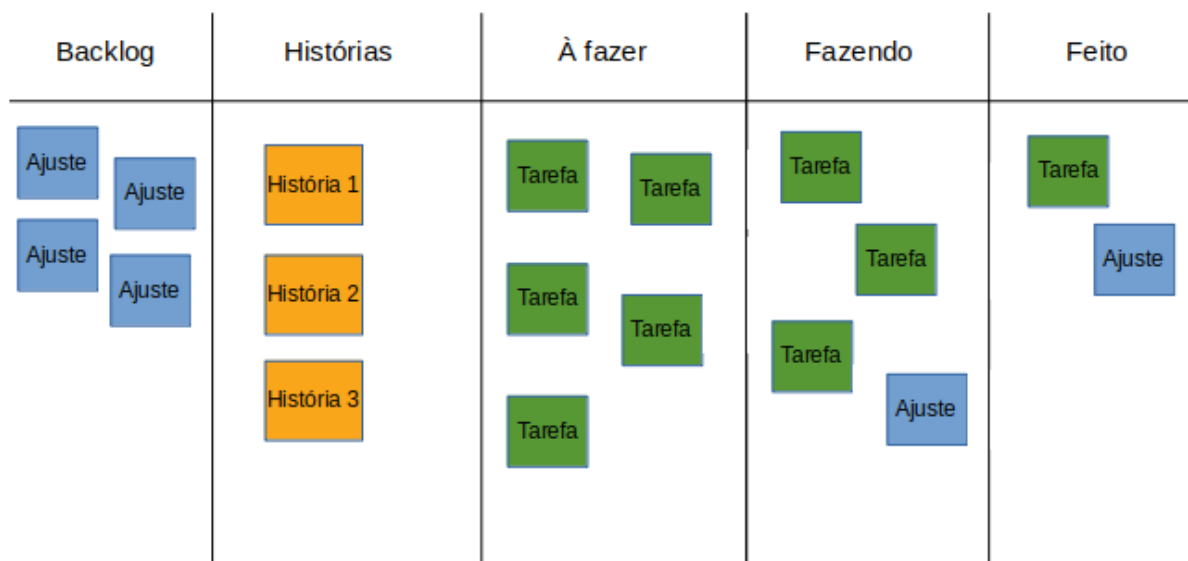 Backlog
Histórias
À fazer
Fazendo
Feito
Ajuste
Ajuste
Ajuste
Ajuste
História 1
História 2
História 3
Tarefa
Tarefa
Tarefa
Tarefa
Tarefa
Tarefa
Tarefa
Tarefa
Ajuste
Tarefa
Ajuste